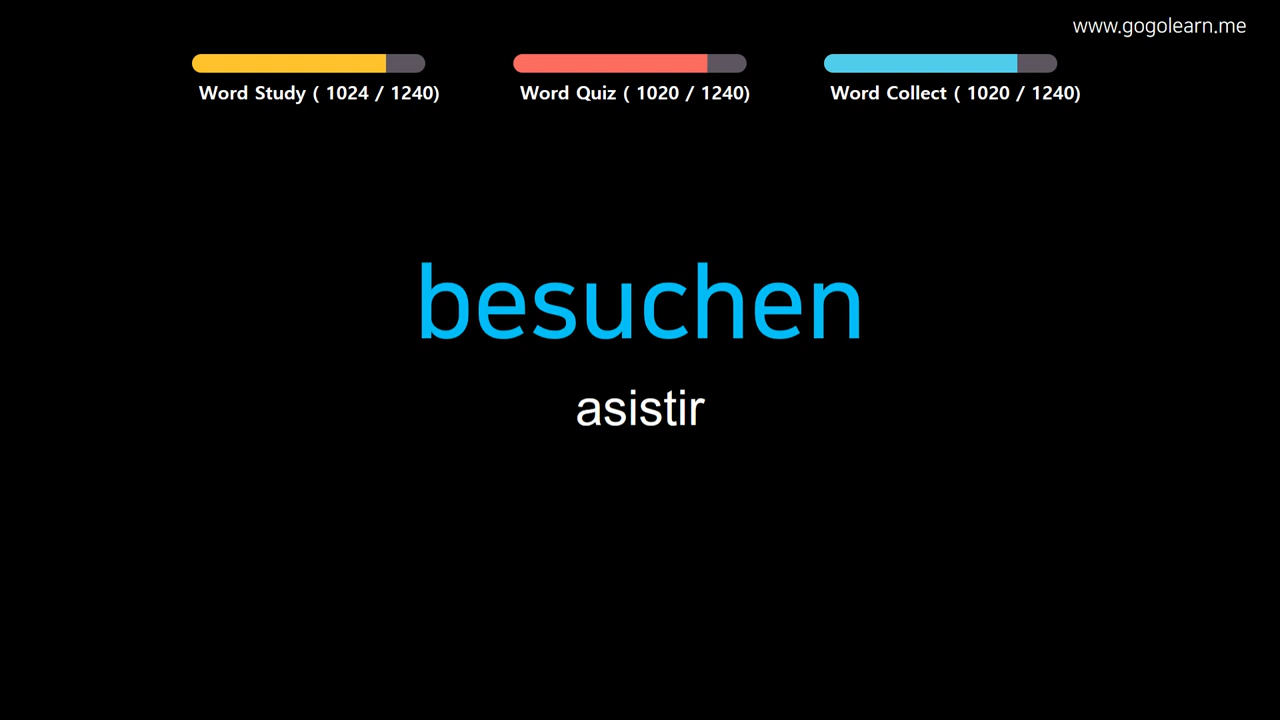 www.gogolearn.me
Word Study ( 1024 / 1240)
Word Quiz ( 1020 / 1240)
Word Collect ( 1020 / 1240)
besuchen
asistir